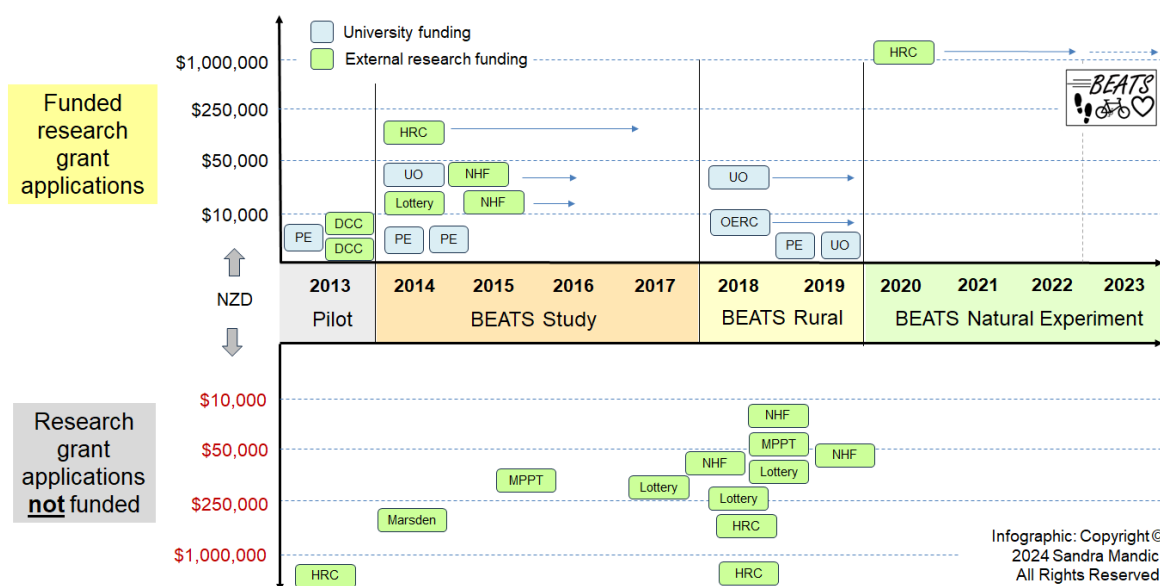 University funding
External research funding
$1,000,000
$250,000
$50,000
$10,000
Funded
research
grant
applications
HRC
BEATS
HRC
UO
NHF
UO
Lottery
NHF
DCC
OERC
PE
DCC
PE
PE
PE
UO
NZD
2013
2014
2015
2016
2017
2018
2019
2020
2021
2022
2023
Pilot
BEATS Study
BEATS Rural
BEATS Natural Experiment
Research
grant
applications
not funded
$10,000
$50,000
$250,000
$1,000,000
NHF
MPPT
NHF
NHF
Lottery
MPPT
Lottery
Lottery
Marsden
HRC
HRC
HRC
Infographic: Copyright ©
2024 Sandra Mandic
All Rights Reserved